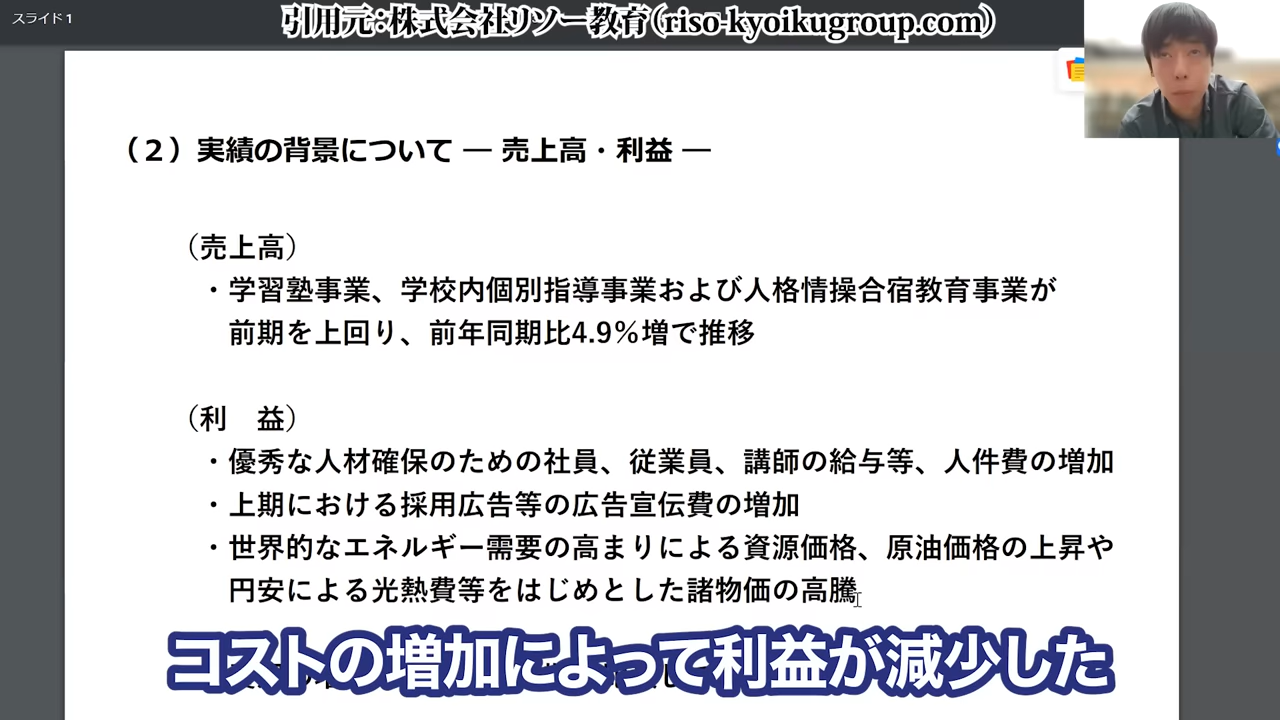 スライド1
引用元：株式会社リソー教育（riso-kyoikugroup.com）
（２）実績の背景について ― 売上高・利益 ―
（売上高）
・学習塾事業、学校内個別指導事業および人格情操合宿教育事業が
前期を上回り、前年同期比4.9％増で推移
（利　益）
・優秀な人材確保のための社員、従業員、講師の給与等、人件費の増加
・上期における採用広告等の広告宣伝費の増加
・世界的なエネルギー需要の高まりによる資源価格、原油価格の上昇や
円安による光熱費等をはじめとした諸物価の高騰
コストの増加によって利益が減少した